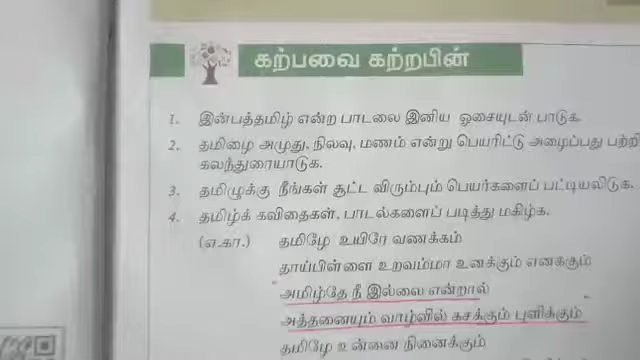 கற்பவை கற்றபின்
1. இன்பத்தமிழ் என்ற பாடலை இனிய ஓசையுடன் பாடுக.
2. தமிழை அமுது, நிலவு, மணம் என்று பெயரிட்டு அழைப்பது பற்றி
கலந்துரையாடுக.
3. தமிழுக்கு நீங்கள் சூட்ட விரும்பும் பெயர்களைப் பட்டியலிடுக.
4. தமிழ்க் கவிதைகள், பாடல்களைப் படித்து மகிழ்க.
(எ.கா.) தமிழே உயிரே வணக்கம்
தாய்பிள்ளை உறவம்மா உனக்கும் எனக்கும்
அமிழ்தே நீ இல்லை என்றால்
அத்தனையும் வாழ்வில் கசக்கும் புளிக்கும்
தமிழே உன்னை நினைக்கும்